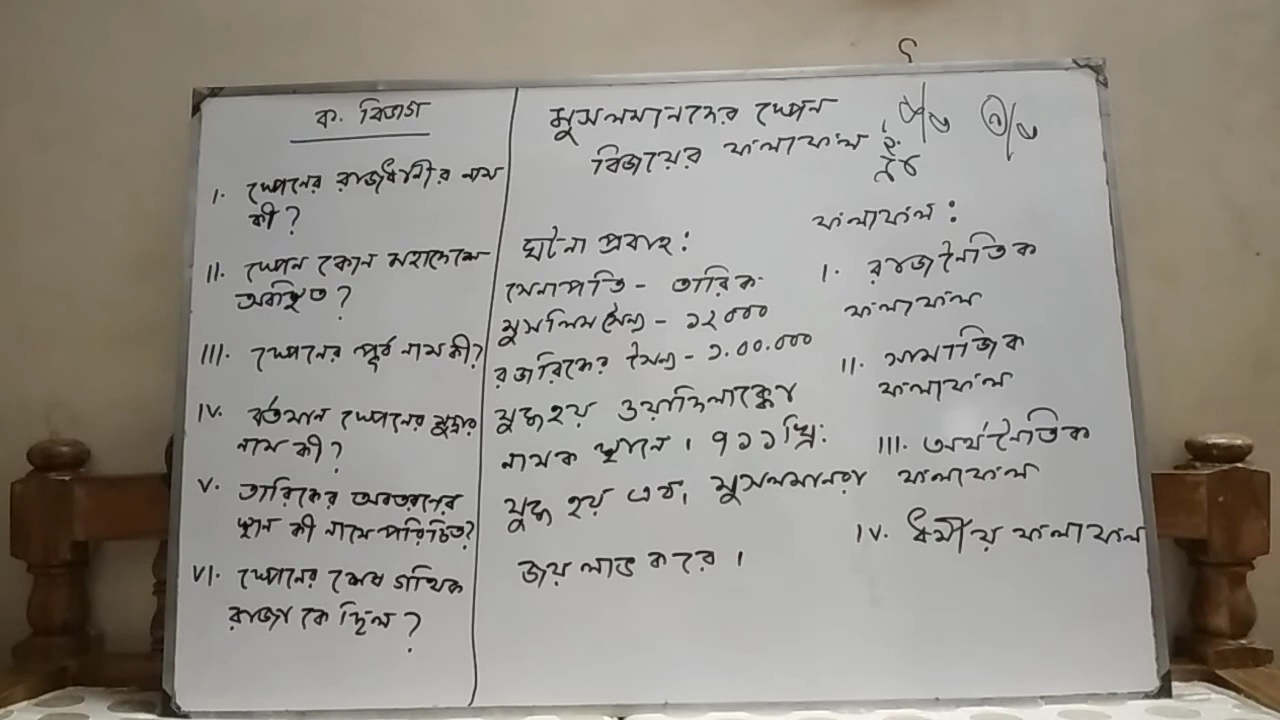 ক. বিভাগ
I. স্পেনের রাজধানীর নাম
কী?
II. স্পেন কোন মহাদেশে
অবস্থিত?
III. স্পেনের পূর্ব নাম কী?
IV. বর্তমান স্পেনের মুদ্রার
নাম কী?
V. তারিকের অবতরণের
স্থান কী নামে পরিচিত?
VI. স্পেনের শেষ গথিক
রাজা কে ছিল?
মুসলমানদের স্পেন
বিজয়ের ফলাফল
ঘটনা প্রবাহ:
সেনাপতি - তারিক
মুসলিম সৈন্য - ১২০০০
রডারিকের সৈন্য - ১.০০.০০০
যুদ্ধ হয় ওয়াদিলাস্কেো
নামক স্থানে। ৭১১খ্রি:
যুদ্ধ হয় এবং মুসলমানরা
জয় লাভ করে।
ফলাফল:
I. রাজনৈতিক
ফলাফল
II. সামাজিক
ফলাফল
III. অর্থনৈতিক
ফলাফল
IV. ধর্মীয় ফলাফল